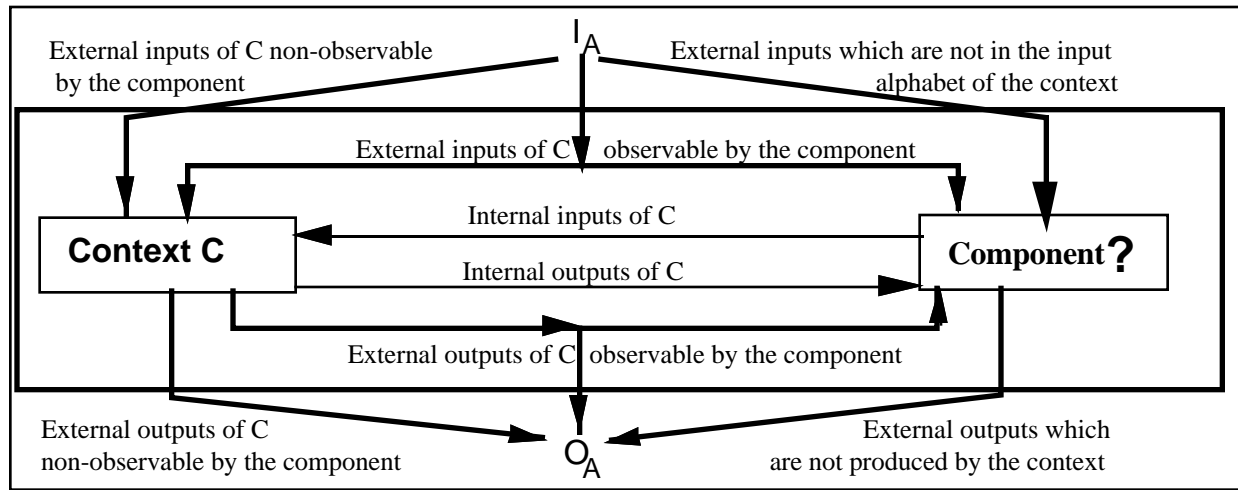 I A
External inputs of C non-observable
by the component
External inputs which are not in the input
alphabet of the context
External inputs of C observable by the component
Internal inputs of C
Context C
Component ?
Internal outputs of C
External outputs of C observable by the component
External outputs of C
non-observable by the component
O A
External outputs which
are not produced by the context